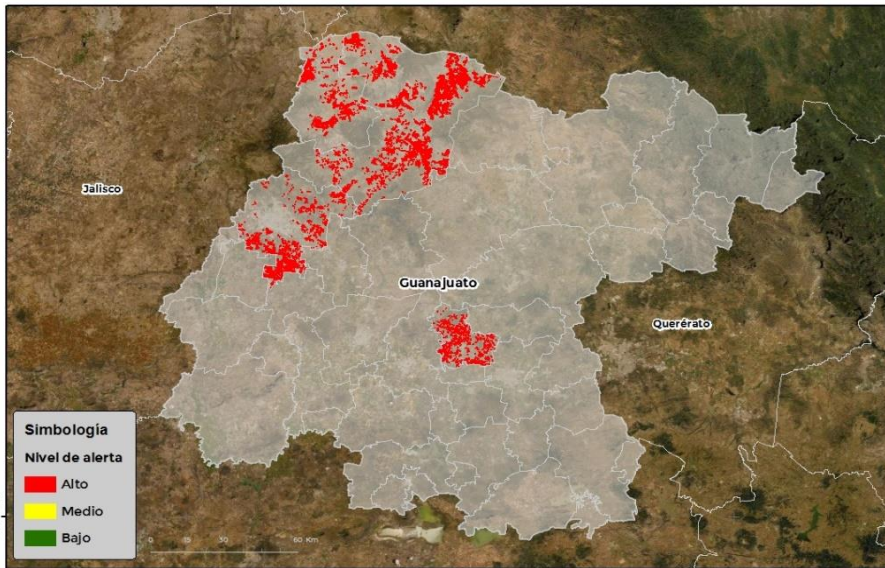 Jalisco
Guanajuato
Querérato
Simbología
Nivel de alerta
Alto
Medio
Bajo
0 15 30 60 Km